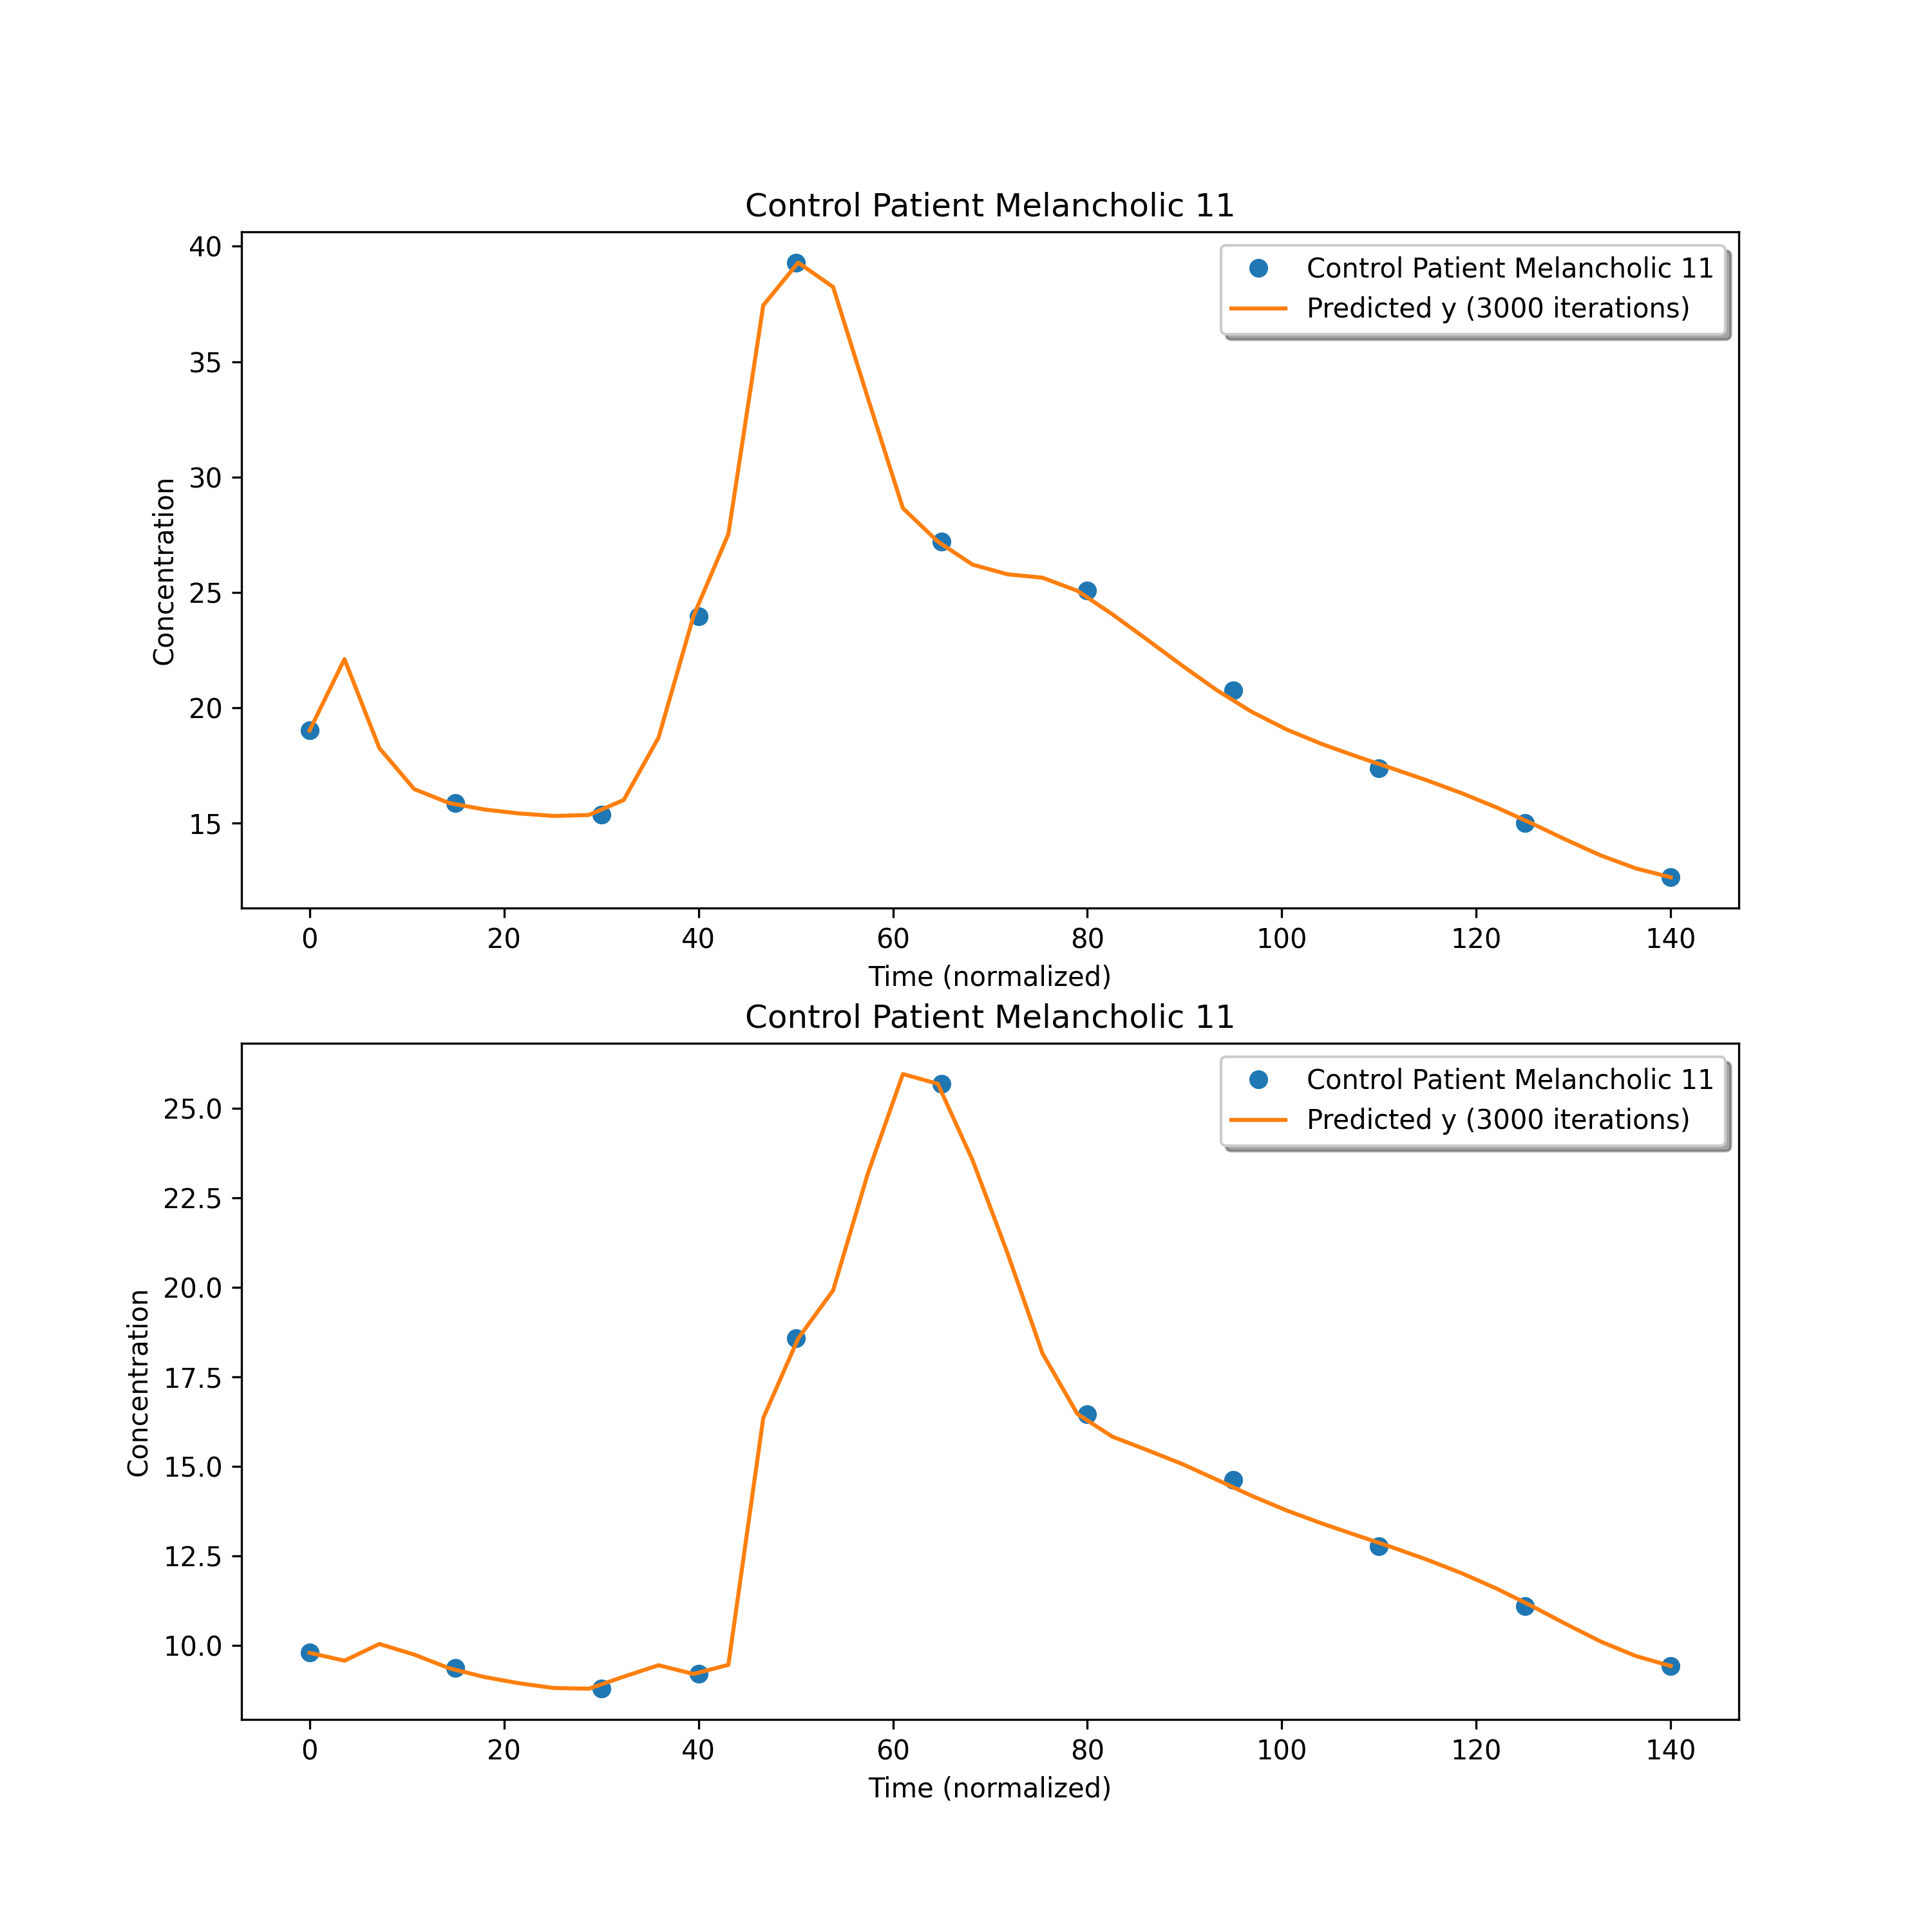 Control Patient Melancholic 11
40
35
30
25
20
15
Concentration
Control Patient Melancholic 11
Predicted y (3000 iterations)
0 20 40 60 80 100 120 140
Time (normalized)
Control Patient Melancholic 11
25.0
22.5
20.0
17.5
15.0
12.5
10.0
Concentration
Control Patient Melancholic 11
Predicted y (3000 iterations)
0 20 40 60 80 100 120 140
Time (normalized)